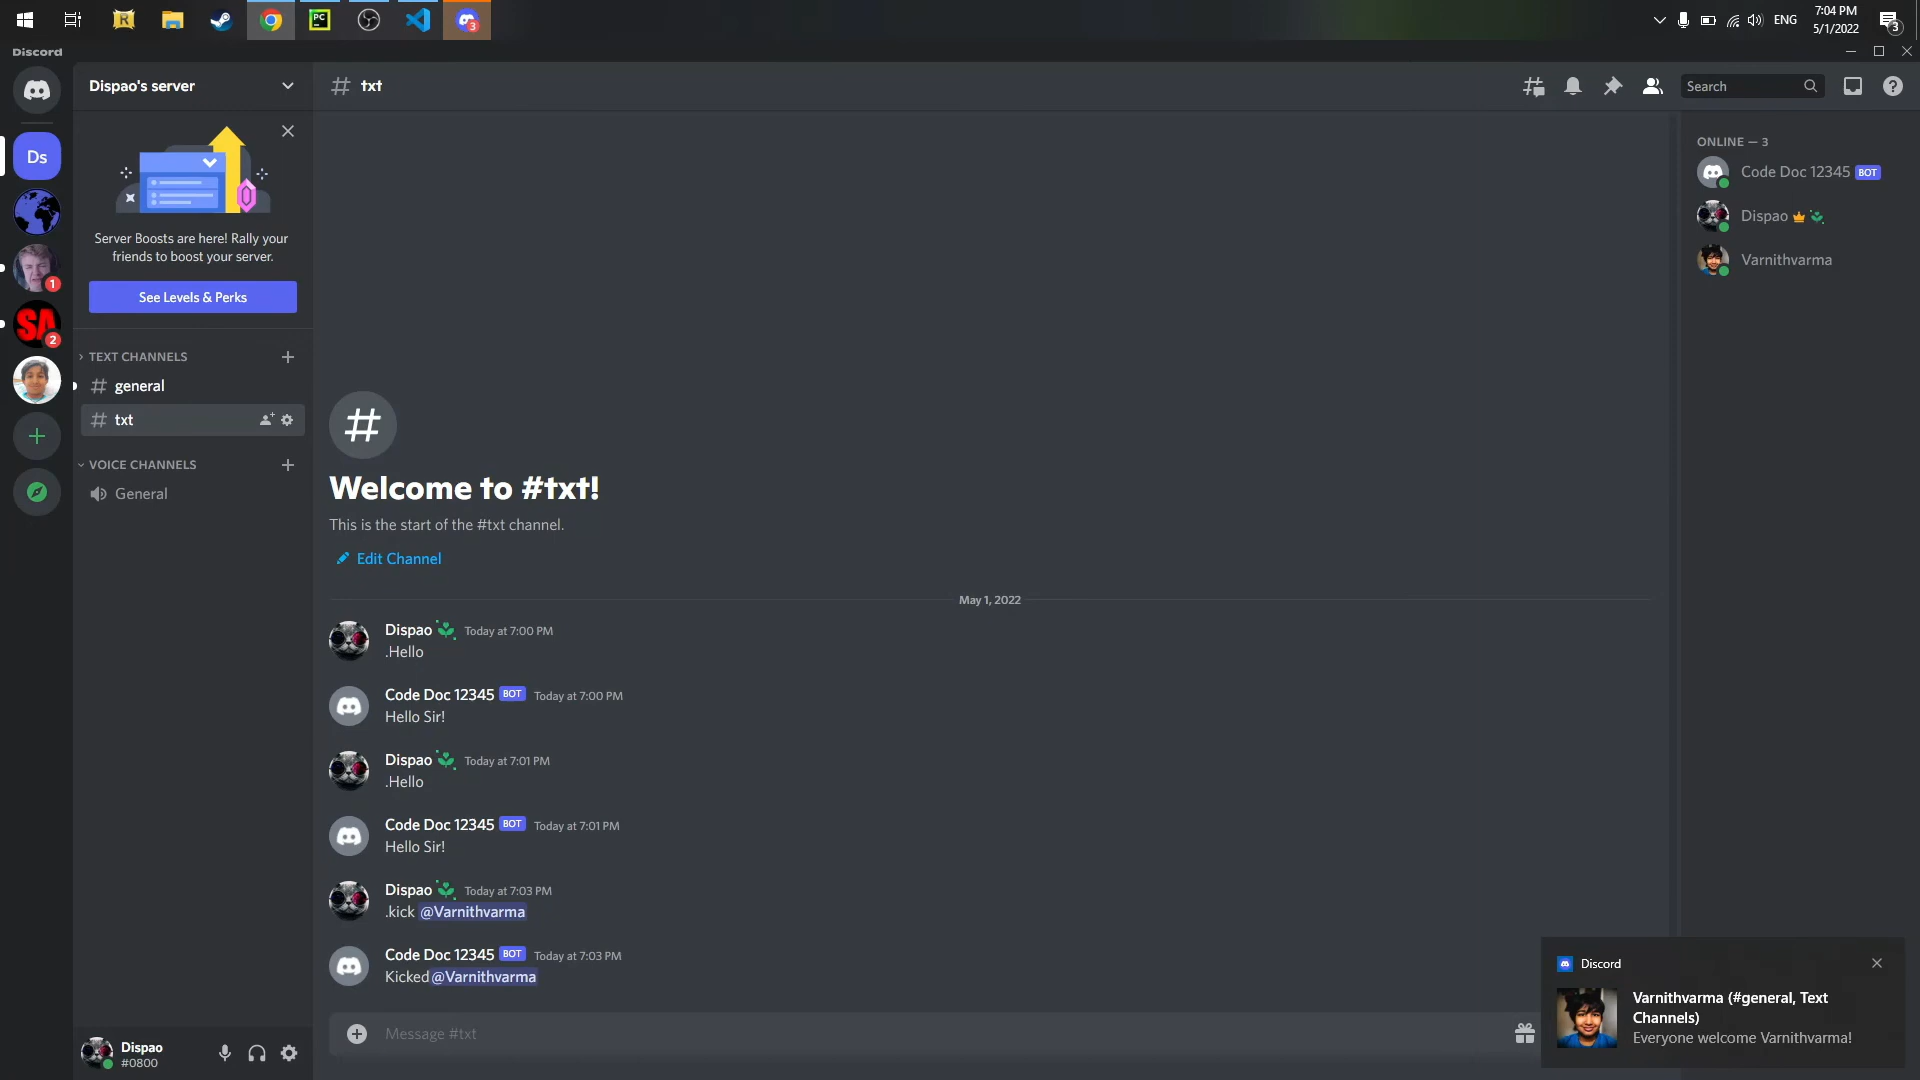 7:04 PM
ENG
5/1/2022
3
3
PC
R
Discord
Dispao's server
txt
Search
Ds
Server Boosts are here! Rally your
friends to boost your server.
See Levels & Perks
1
SA
2
TEXT CHANNELS
general
txt
VOICE CHANNELS
General
Dispao
#0800
#
Welcome to #txt!
This is the start of the #txt channel.
Edit Channel
May 1, 2022
Dispao Today at 7:00 PM
.Hello
Code Doc 12345 BOT Today at 7:00 PM
Hello Sir!
Dispao Today at 7:01 PM
.Hello
Code Doc 12345 BOT Today at 7:01 PM
Hello Sir!
Dispao Today at 7:03 PM
.kick @Varnithvarma
Code Doc 12345 BOT Today at 7:03 PM
Kicked@Varnithvarma
Message #txt
ONLINE — 3
Code Doc 12345 BOT
Dispao
Varnithvarma
Discord
Varnithvarma (#general, Text
Channels)
Everyone welcome Varnithvarma!